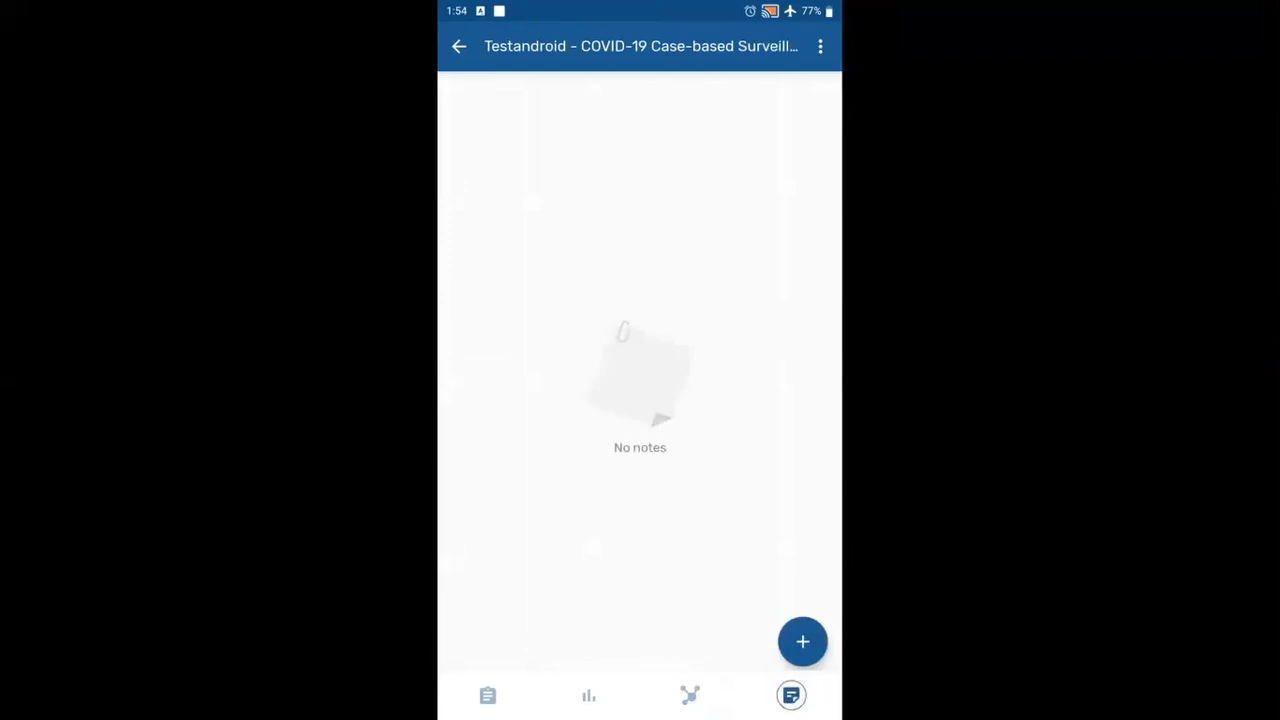 1:54 A 77%
Testandroid - COVID-19 Case-based Surveill...
No notes